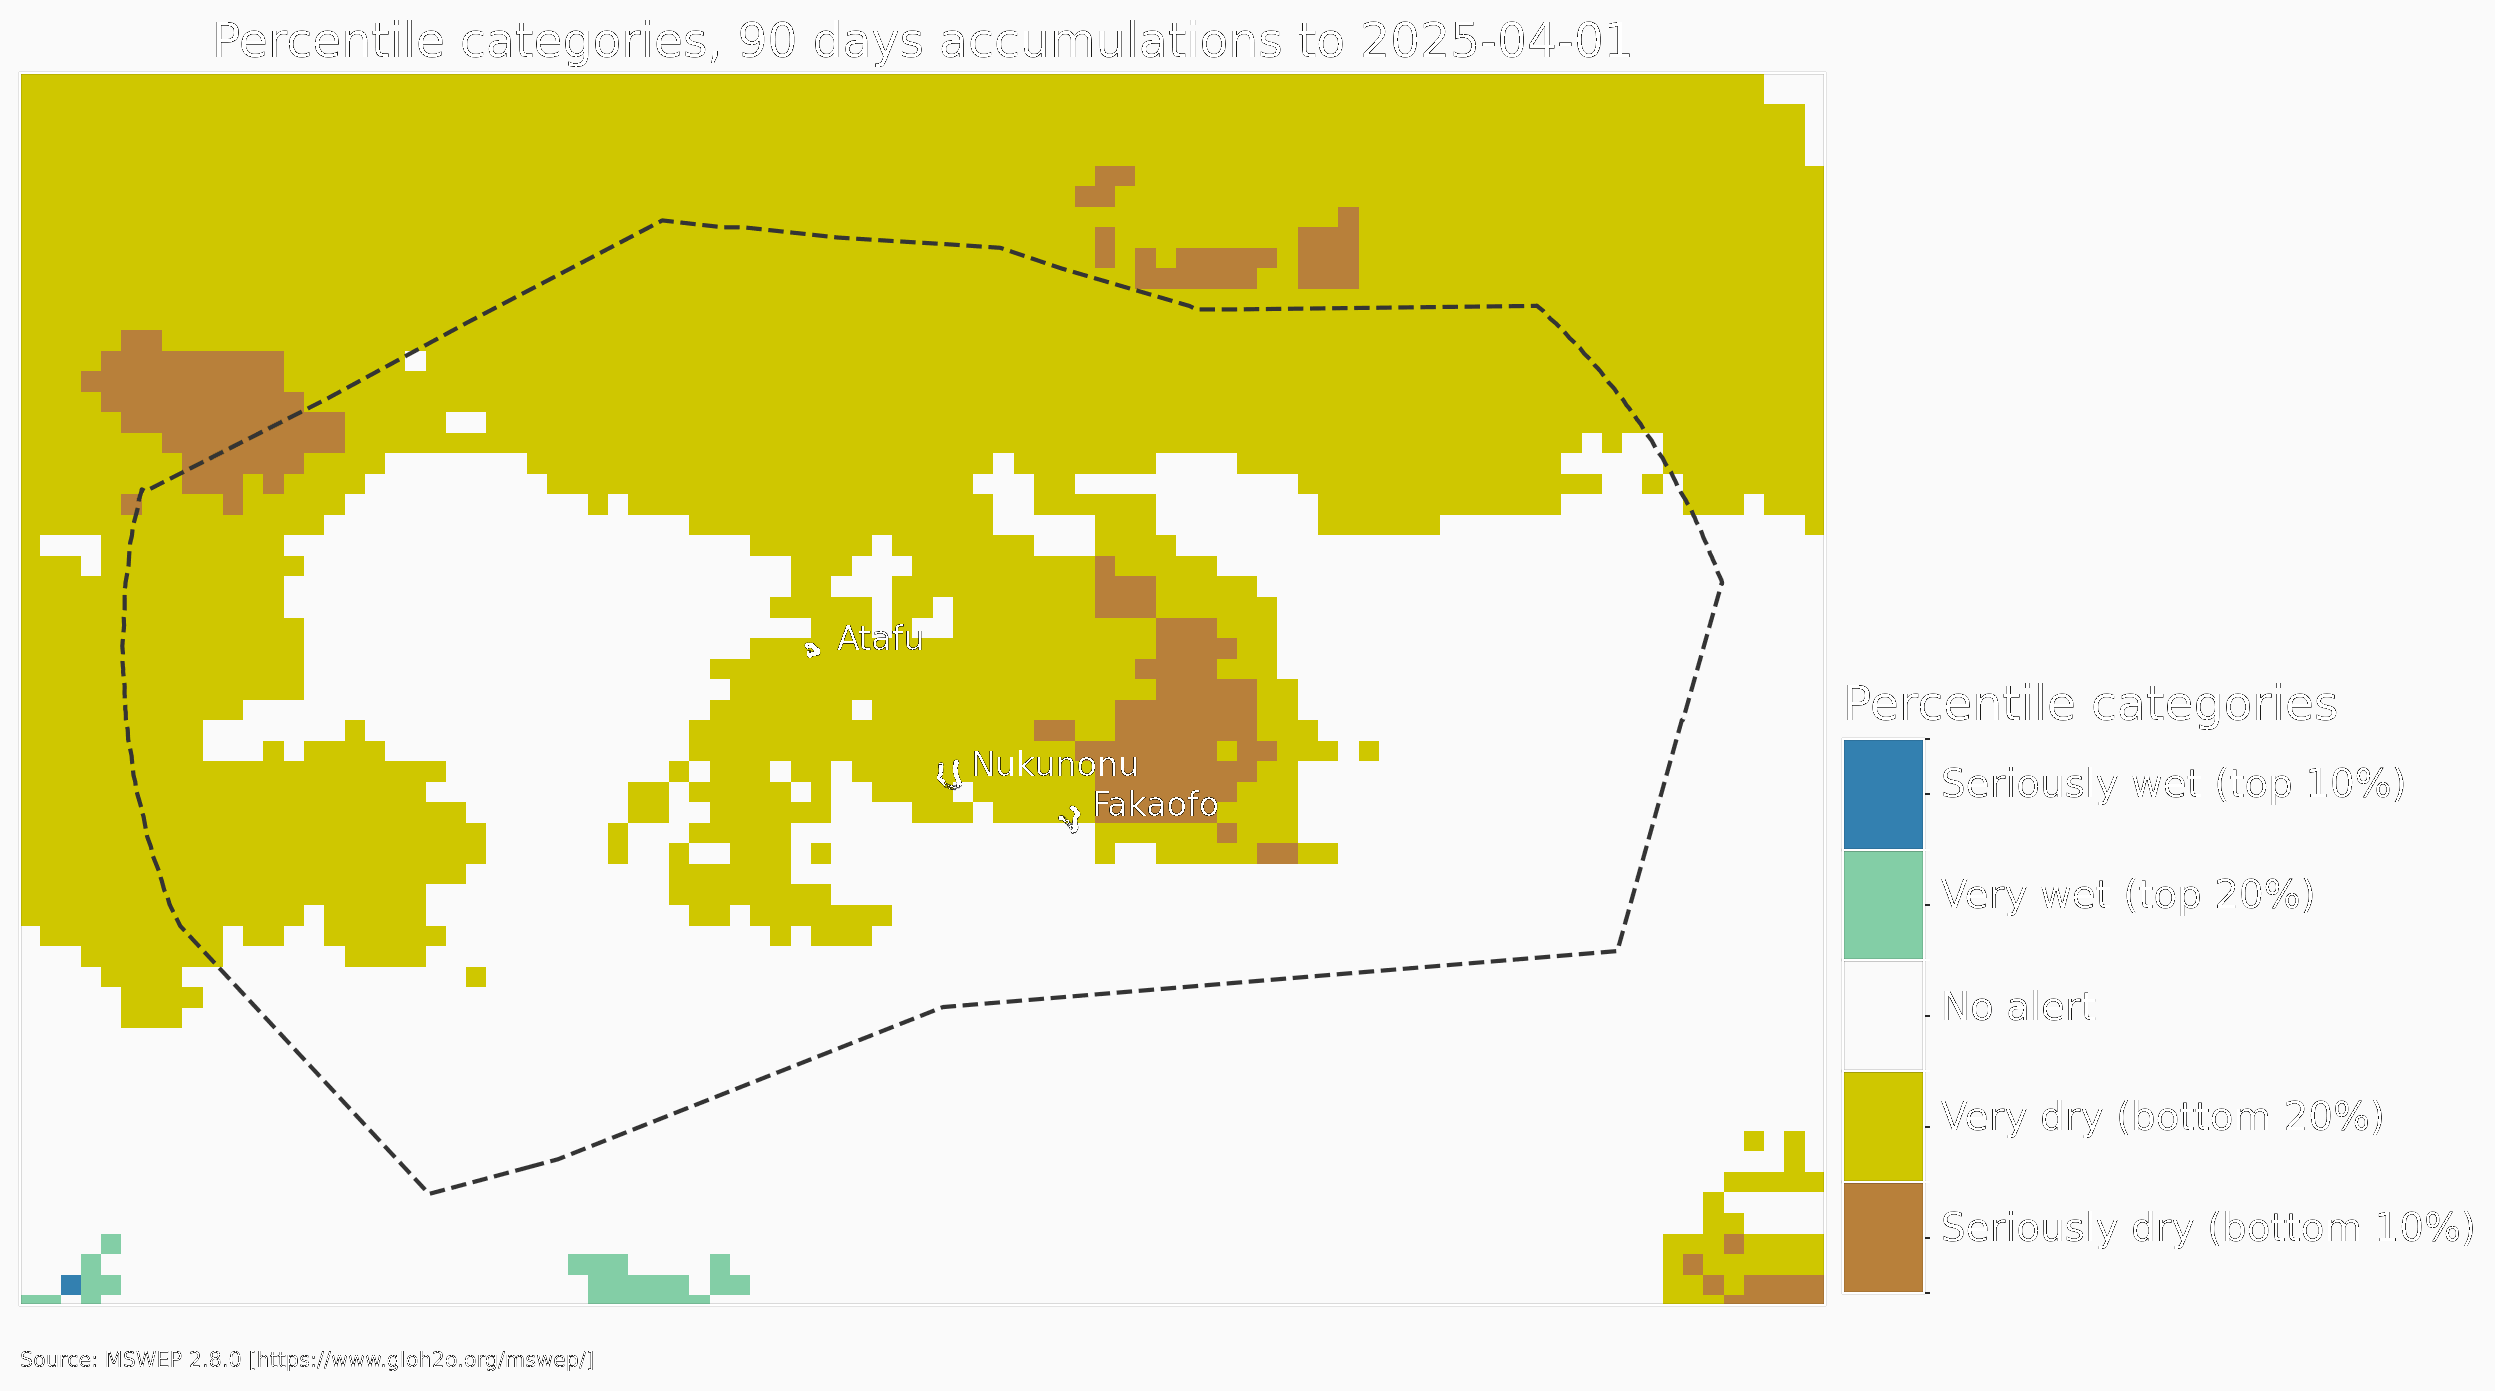 Percentile categories, 90 days accumulations to 2025-04-01
Atafu
Nukunonu
Fakaofo
Percentile categories
Seriously wet (top 10%)
Very wet (top 20%)
No alert
Very dry (bottom 20%)
Seriously dry (bottom 10%)
Source: MSWEP 2.8.0 [https://www.gloh2o.org/mswep/]